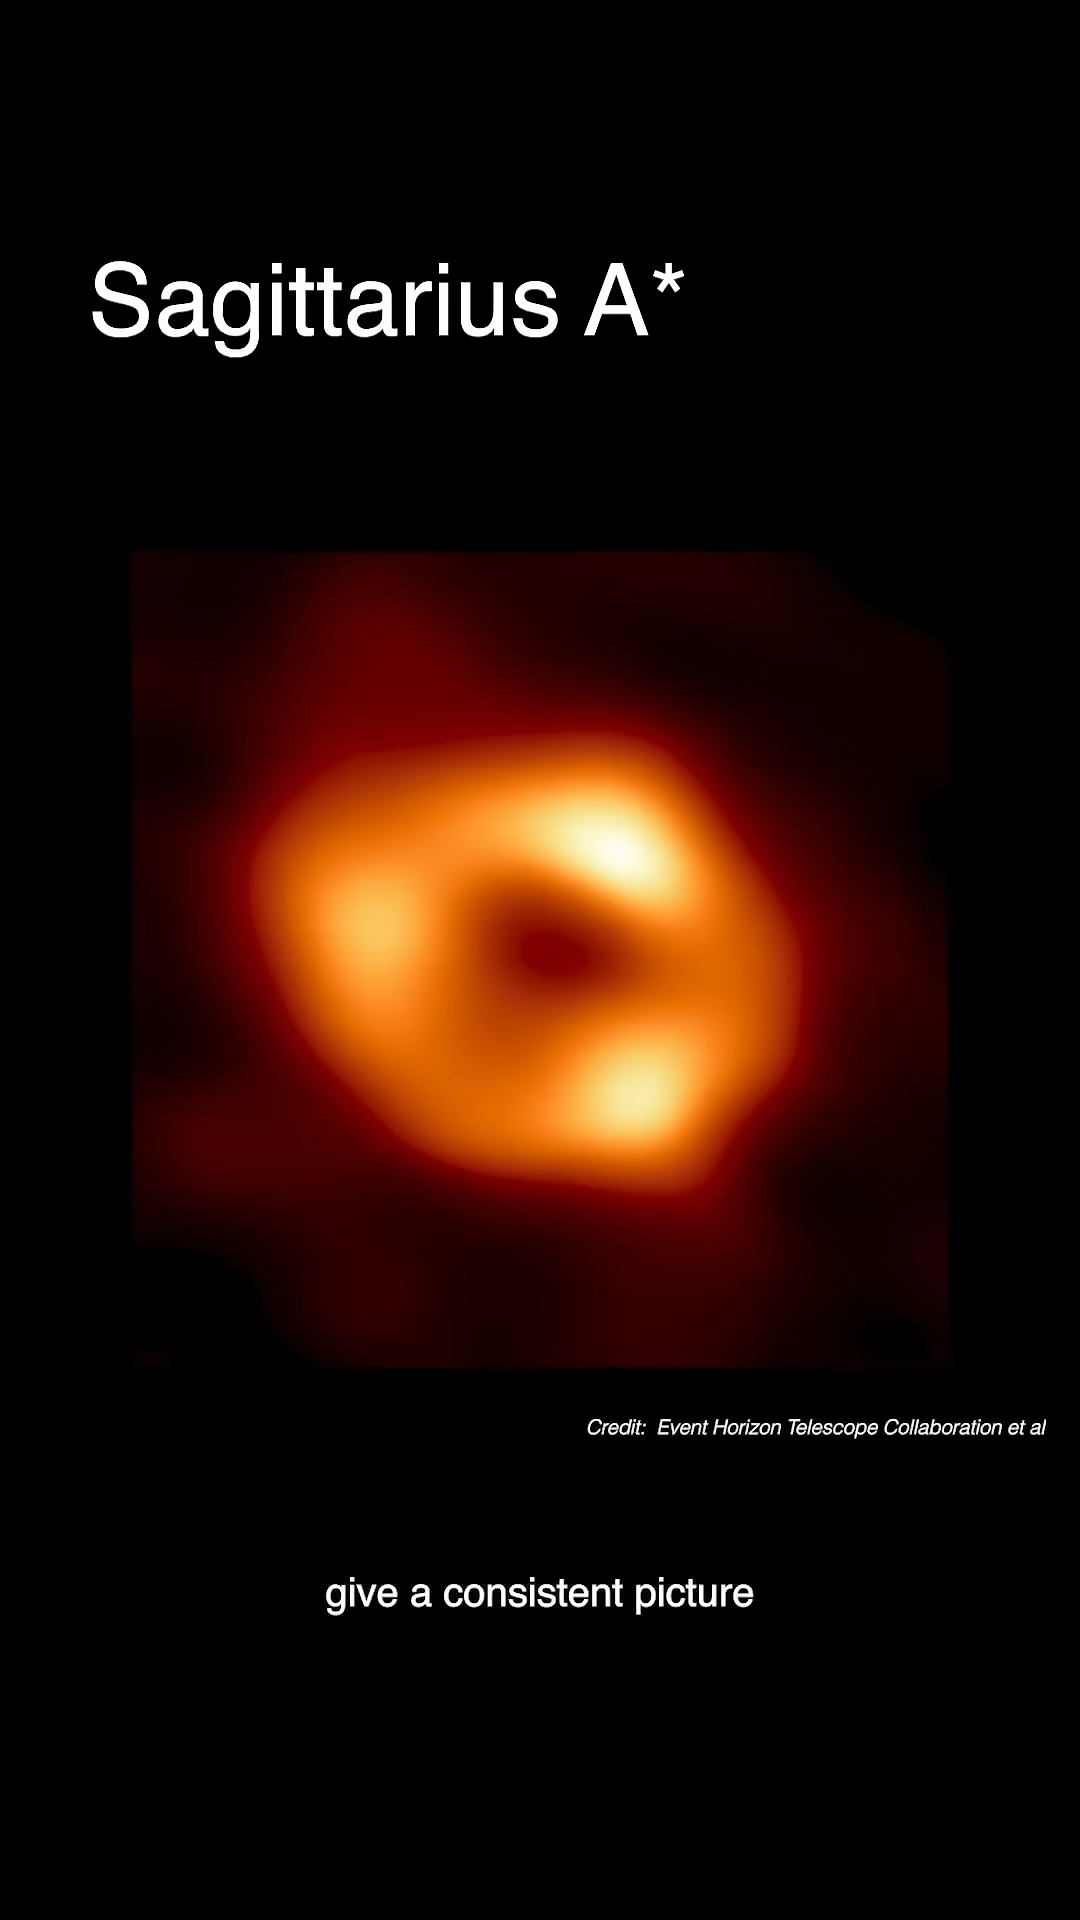 Sagittarius A*
Credit:  Event Horizon Telescope Collaboration et al
give a consistent picture